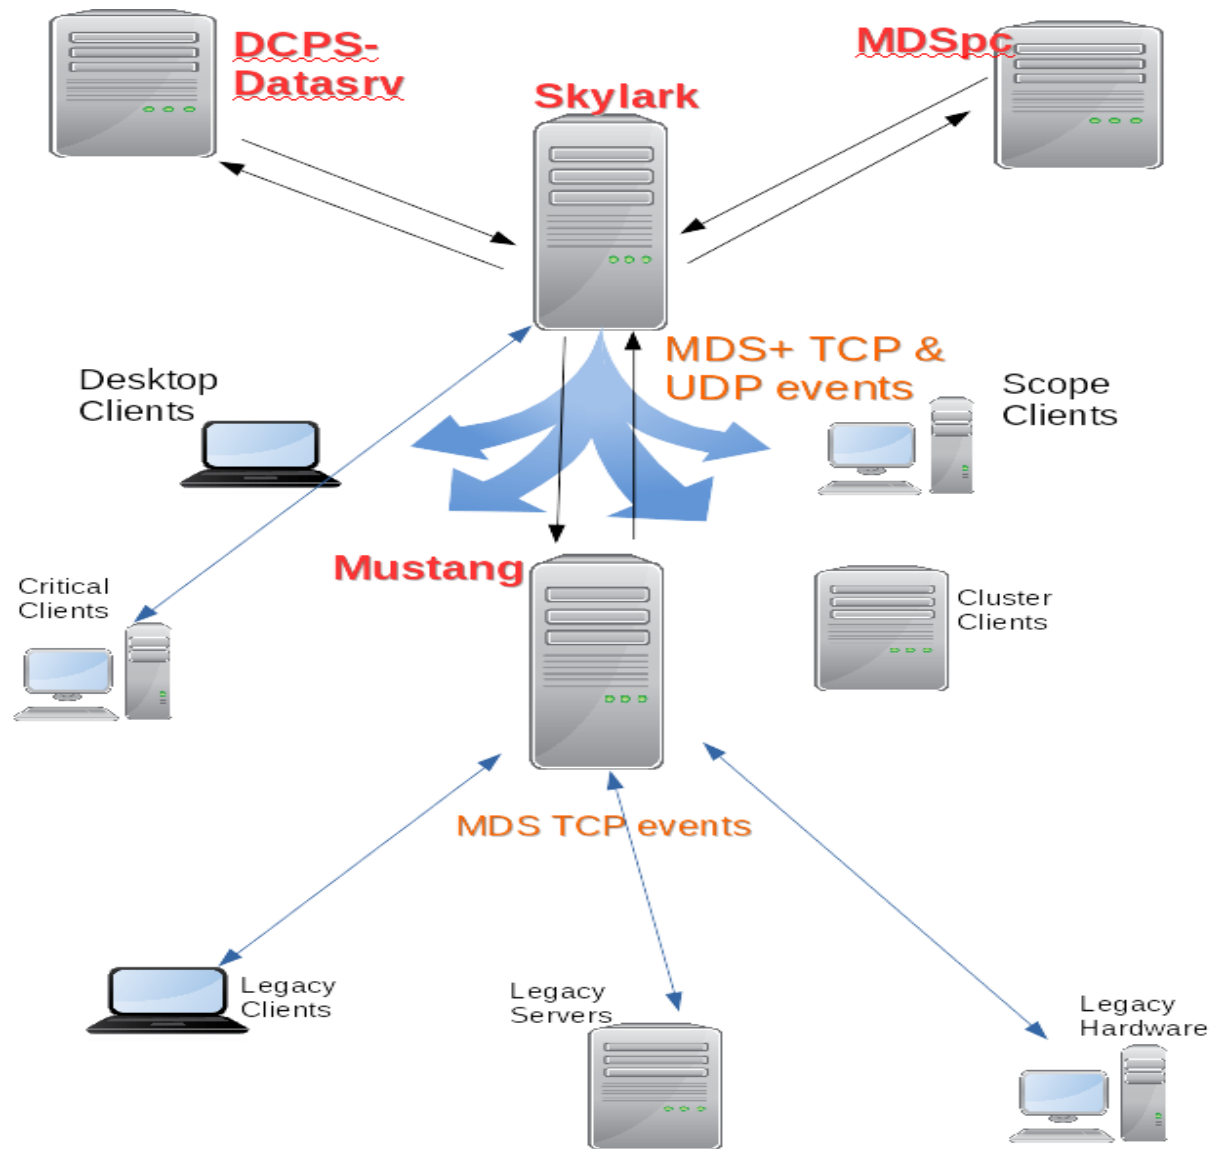 DCPS-
Datasrv
MDSpc
Skylark
MDS+ TCP &
UDP events
Desktop
Clients
Scope
Clients
Mustang
Critical
Clients
Cluster
Clients
MDS TCP events
Legacy
Clients
Legacy
Servers
Legacy
Hardware